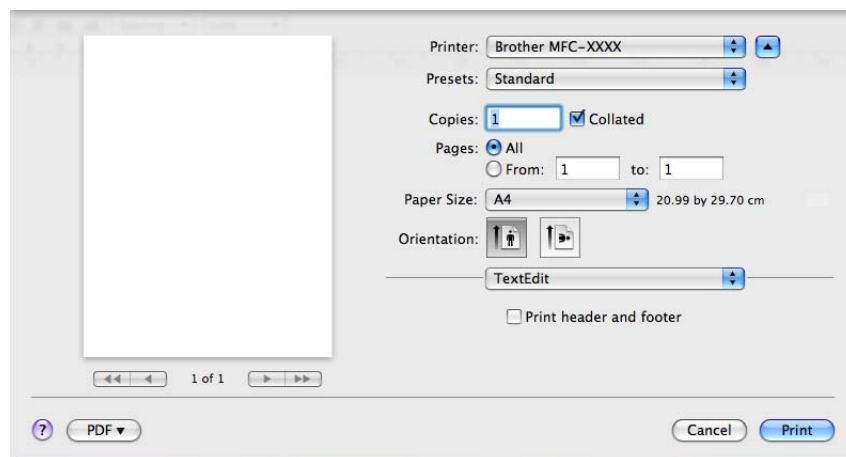 Printer: Brother MFC-XXXX
Presets: Standard
Copies: 1 Collated
Pages: All
From: 1 to: 1
Paper Size: A4 20.99 by 29.70 cm
Orientation:
TextEdit
Print header and footer
1 of 1
? PDF ▼ Cancel Print